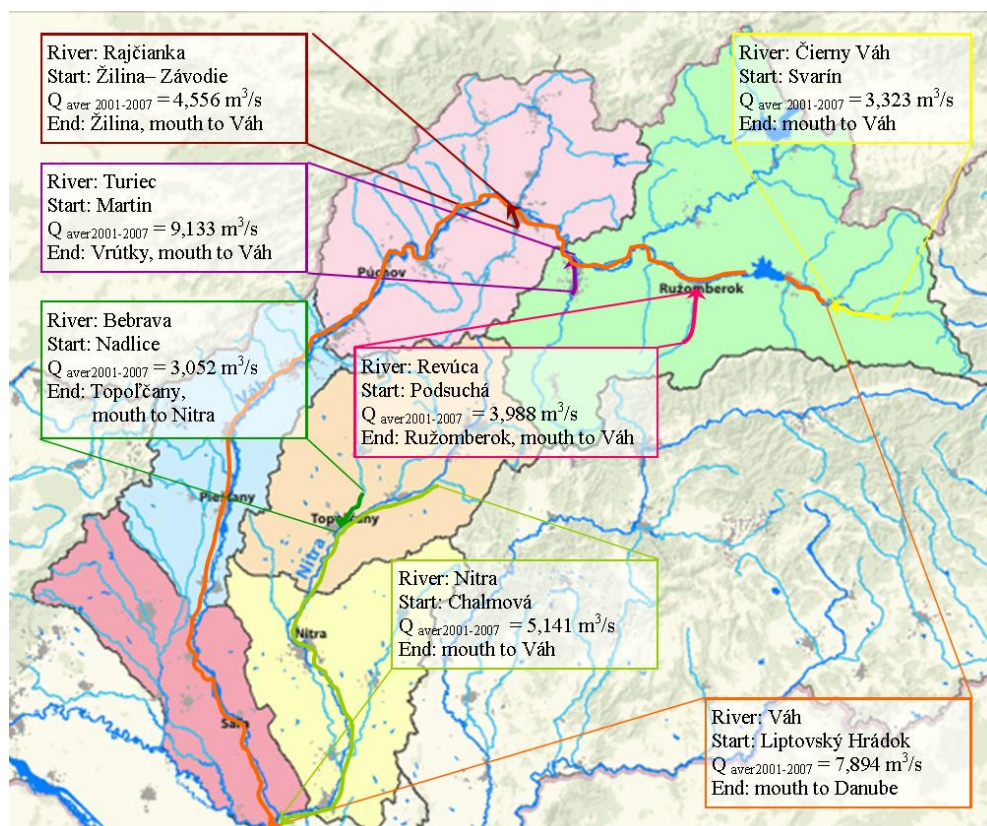 River: Rajčianka
Start: Žilina– Závodie
Q aver 2001-2007 = 4,556 m³/s
End: Žilina, mouth to Váh
River: Čierny Váh
Start: Svarín
Q aver 2001-2007 = 3,323 m³/s
End: mouth to Váh
River: Turiec
Start: Martin
Q aver2001-2007 = 9,133 m³/s
End: Vrútky, mouth to Váh
Púchov
Ružomberok
River: Bebrava
Start: Nadlice
Q aver2001-2007 = 3,052 m³/s
End: Topoľčany,
mouth to Nitra
Váh
River: Revúca
Start: Podsuchá
Q aver2001-2007 = 3,988 m³/s
End: Ružomberok, mouth to Váh
Piešťany
Topoľčany
Nitra
River: Nitra
Start: Chalmová
Q aver2001-2007 = 5,141 m³/s
End: mouth to Váh
Nitra
Šaľa
River: Váh
Start: Liptovský Hrádok
Q aver2001-2007 = 7,894 m³/s
End: mouth to Danube